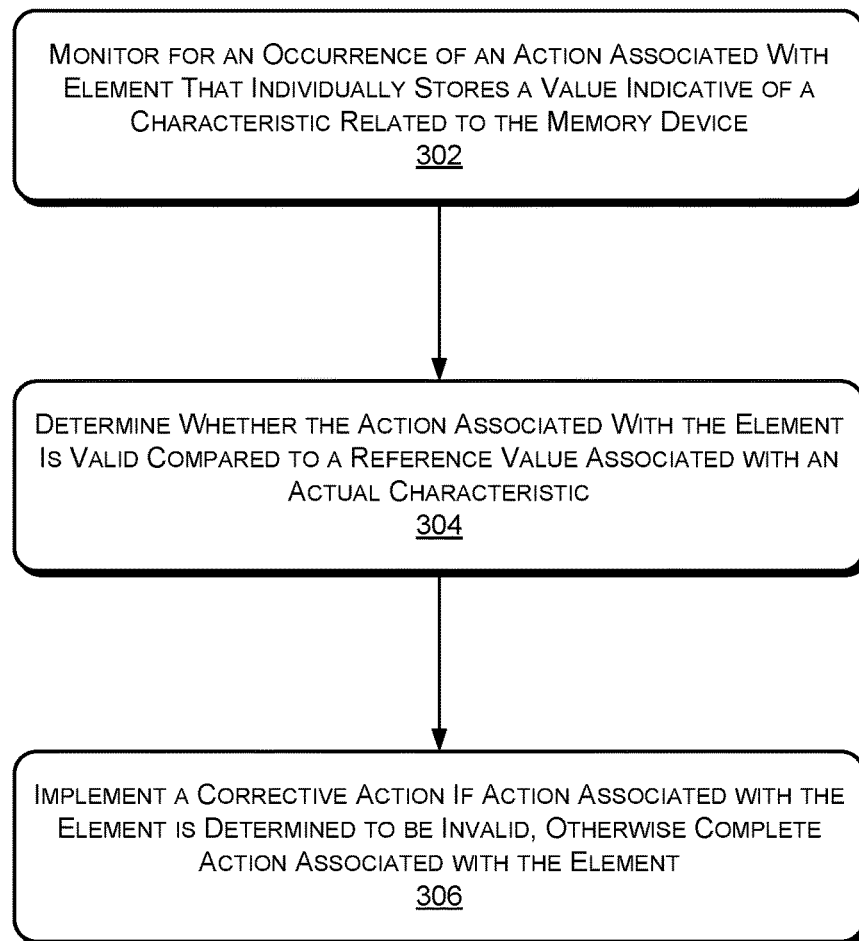 MONITOR FOR AN OCCURRENCE OF AN ACTION ASSOCIATED WITH
ELEMENT THAT INDIVIDUALLY STORES A VALUE INDICATIVE OF A
CHARACTERISTIC RELATED TO THE MEMORY DEVICE
302
DETERMINE WHETHER THE ACTION ASSOCIATED WITH THE ELEMENT
IS VALID COMPARED TO A REFERENCE VALUE ASSOCIATED WITH AN
ACTUAL CHARACTERISTIC
304
IMPLEMENT A CORRECTIVE ACTION IF ACTION ASSOCIATED WITH THE
ELEMENT IS DETERMINED TO BE INVALID, OTHERWISE COMPLETE
ACTION ASSOCIATED WITH THE ELEMENT
306